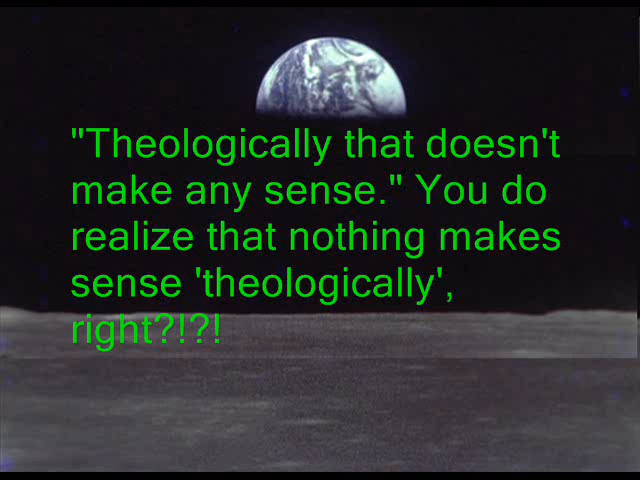 "Theologically that doesn't
make any sense." You do
realize that nothing makes
sense 'theologically',
right?!?!